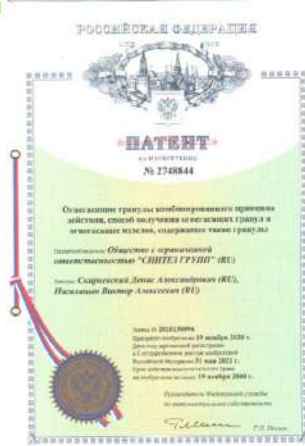 РОССИЙСКАЯ ФЕДЕРАЦИЯ
ПАТЕНТ
НА ИЗОБРЕТЕНИЕ
№ 2748844
Огнегасящие гранулы комбинированного принципа
действия, способ получения огнегасящих гранул и
огнегасящее изделие, содержащее такие гранулы
Патентообладатель: Общество с ограниченной
ответственностью "СИНТЕЗ ГРУПП" (RU)
Авторы: Денис Александрович (RU),
Виктор Алексеевич (RU)
Заявка №
Приоритет изобретения 19 ноября 2020 г.
Дата государственной регистрации
в Государственном реестре изобретений
Российской Федерации 31 мая 2021 г.
Срок действия исключительного права
на изобретение истекает 19 ноября 2040 г.
Руководитель Федеральной службы
по интеллектуальной собственности
Г.П. Ивлиев